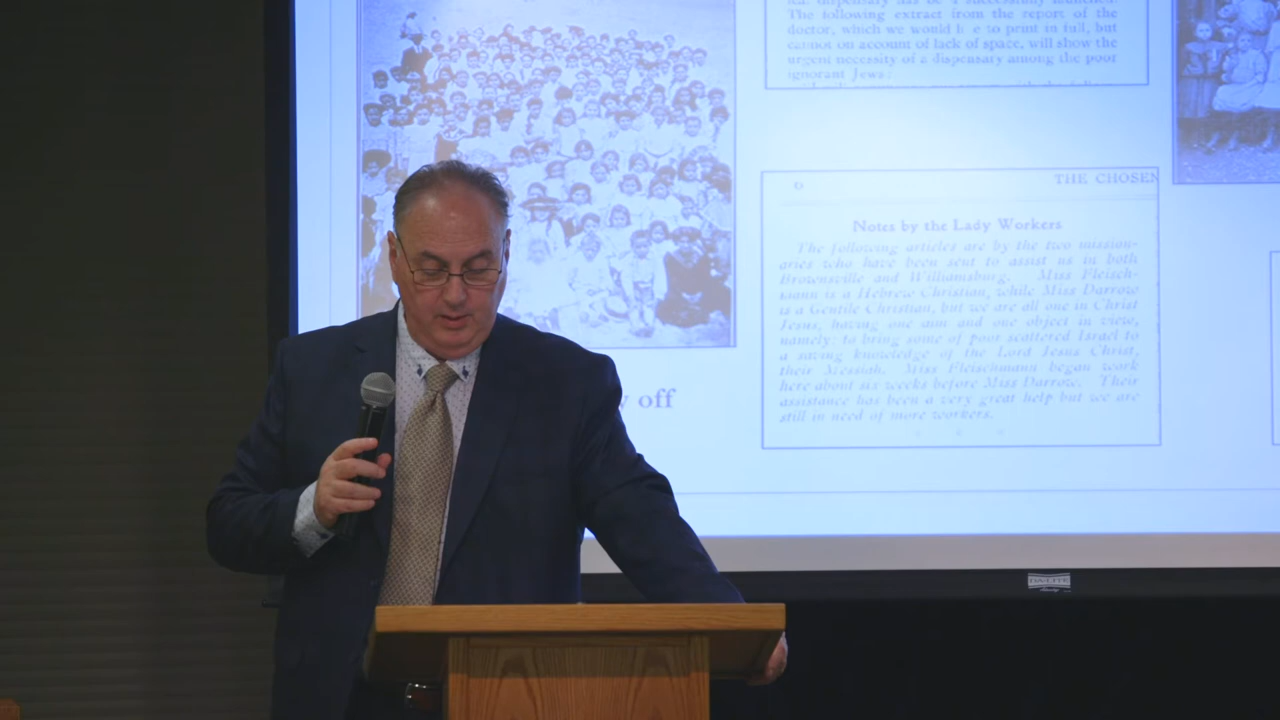 The following extract from the report of the
doctor, which we would li e to print in full, but
cannot on account of lack of space, will show the
urgent necessity of a dispensary among the poor
ignorant Jews:
THE CHOSEN
Notes by the Lady Workers
The following articles are by the two mission-
aries who have been sent to assist us in both
Brownsville and Williamsburg. Miss Fleisch-
mann is a Hebrew Christian, while Miss Darrow
is a Gentile Christian, but we are all one in Christ
Jesus, having one aim and one object in view,
namely: to bring some of poor scattered Israel to
a saving knowledge of the Lord Jesus Christ,
their Messiah. Miss Fleischmann began work
here about six weeks before Miss Darrow. Their
assistance has been a very great help but we are
still in need of more workers.
y off
DA-LITE